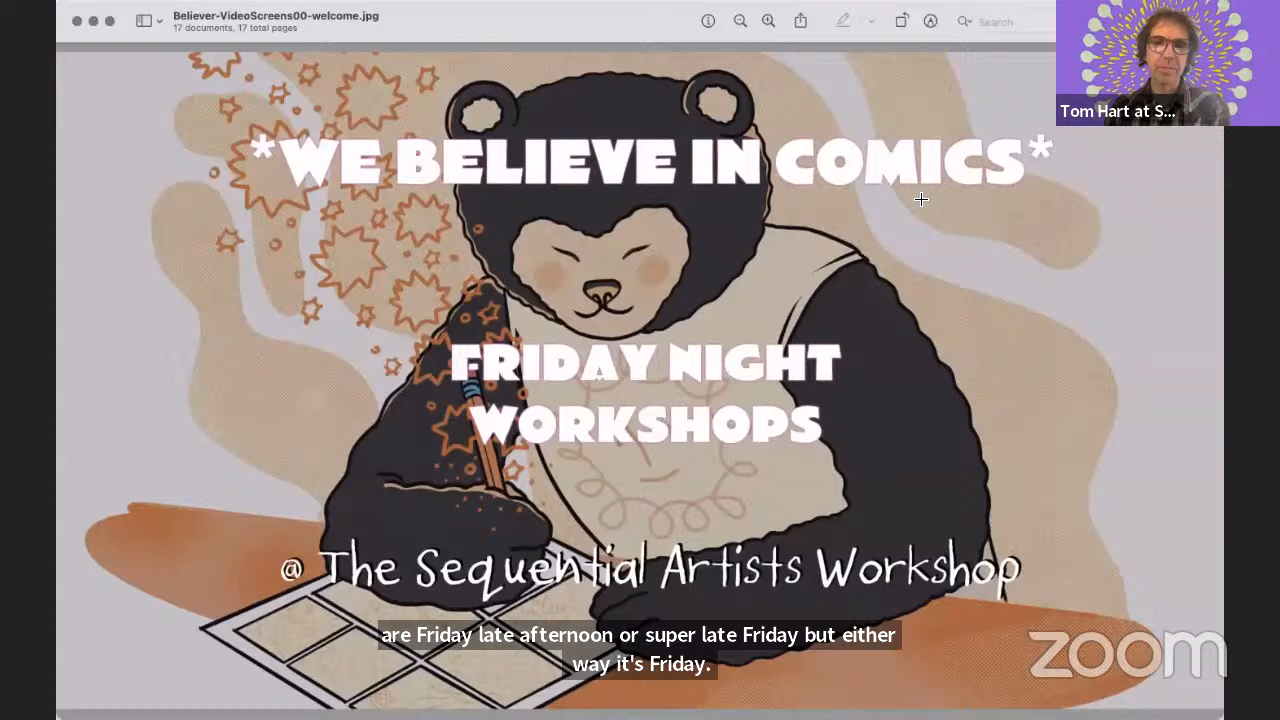 Believer-VideoScreens00-welcome.jpg
17 documents, 17 total pages
Search
Tom Hart at S...
*WE BELIEVE IN COMICS*
FRIDAY NIGHT
WORKSHOPS
@ The Sequential Artists Workshop
are Friday late afternoon or super late Friday but either
way it's Friday.
zoom